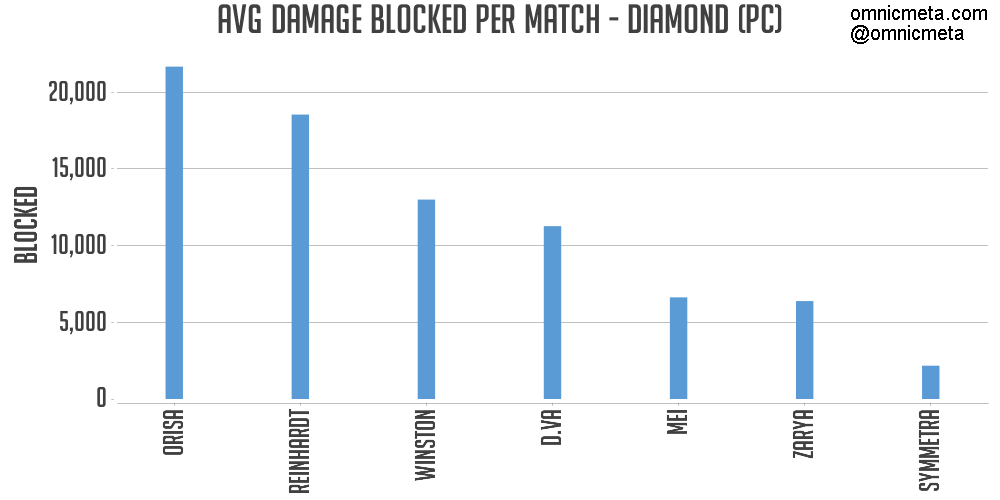 AVG DAMAGE BLOCKED PER MATCH - DIAMOND (PC)
omnicmeta.com
@omnicmeta
BLOCKED
20,000
15,000
10,000
5,000
0
ORISA
REINHARDT
WINSTON
D.VA
MEI
ZARYA
SYMMETRA